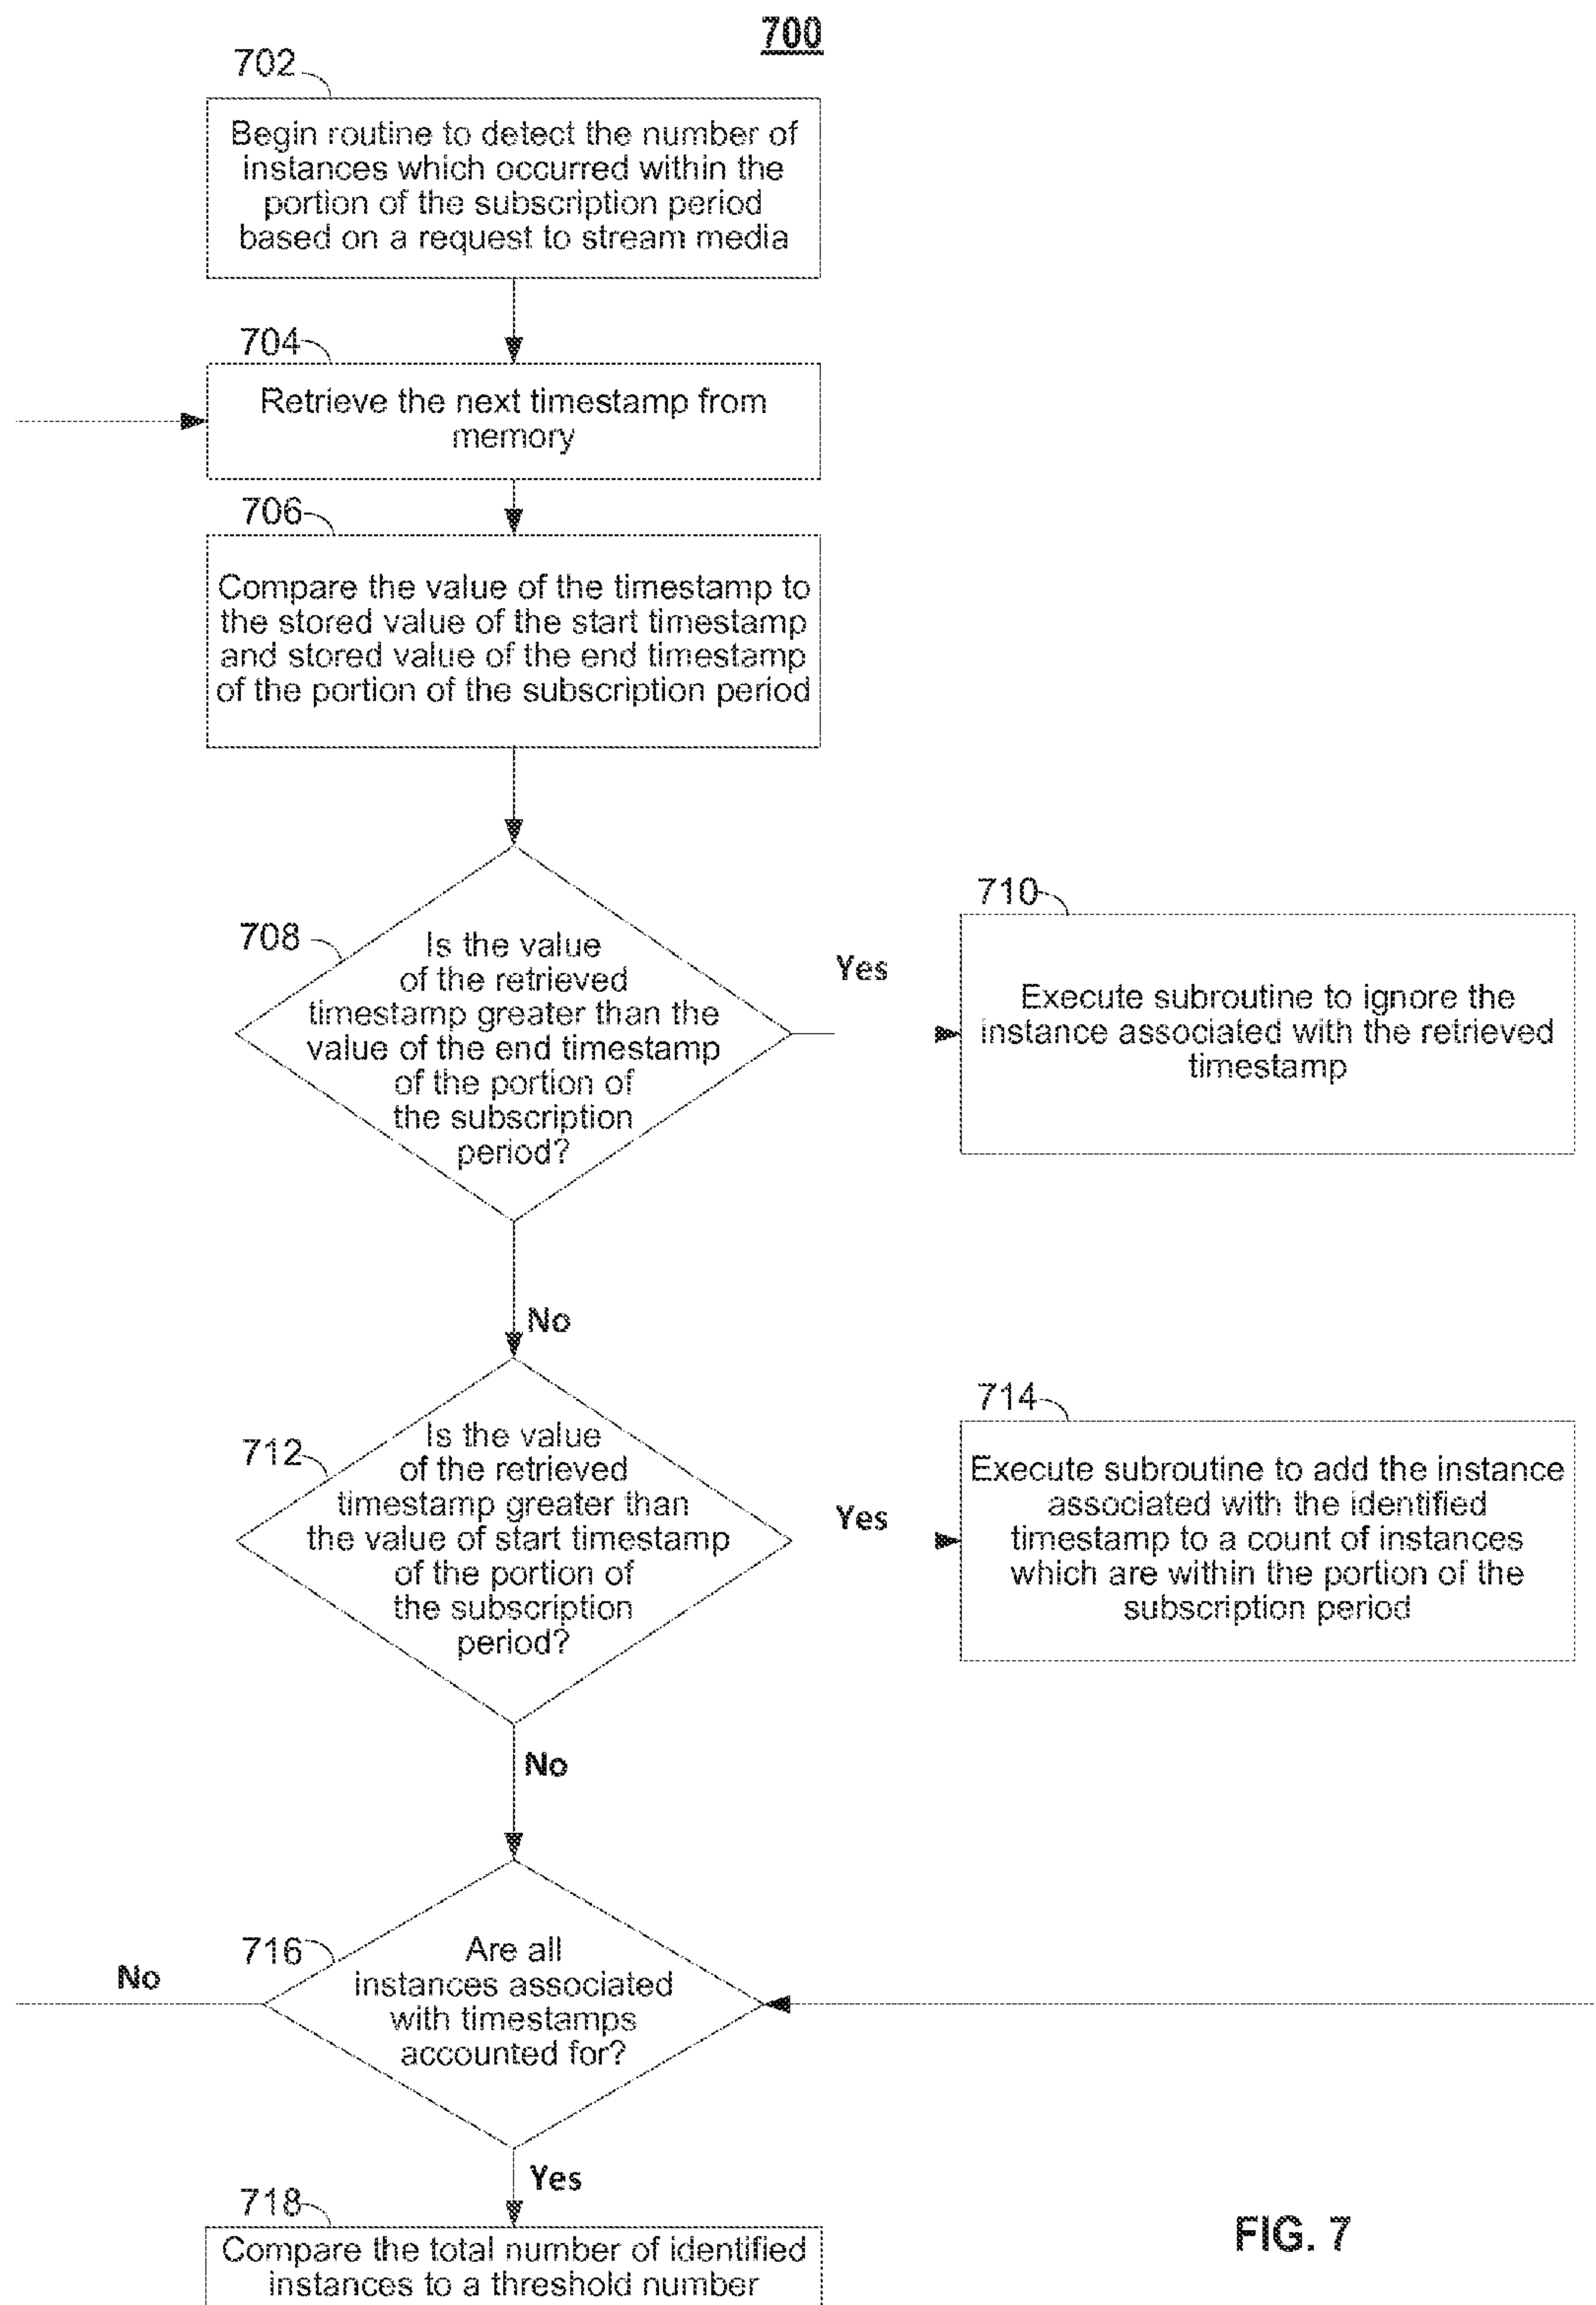 700
702
Begin routine to detect the number of
instances which occurred within the
portion of the subscription period
based on a request to stream media
704
Retrieve the next timestamp from
memory
706
Compare the value of the timestamp to
the stored value of the start timestamp
and stored value of the end timestamp
of the portion of the subscription period
708
Is the value
of the retrieved
timestamp greater than the
value of the end timestamp
of the portion of
the subscription
period?
Yes
710
Execute subroutine to ignore the
instance associated with the retrieved
timestamp
No
712
Is the value
of the retrieved
timestamp greater than
the value of start timestamp
of the portion of
the subscription
period?
Yes
714
Execute subroutine to add the instance
associated with the identified
timestamp to a count of instances
which are within the portion of the
subscription period
No
716
Are all
instances associated
with timestamps
accounted for?
No
Yes
718
Compare the total number of identified
instances to a threshold number
FIG. 7